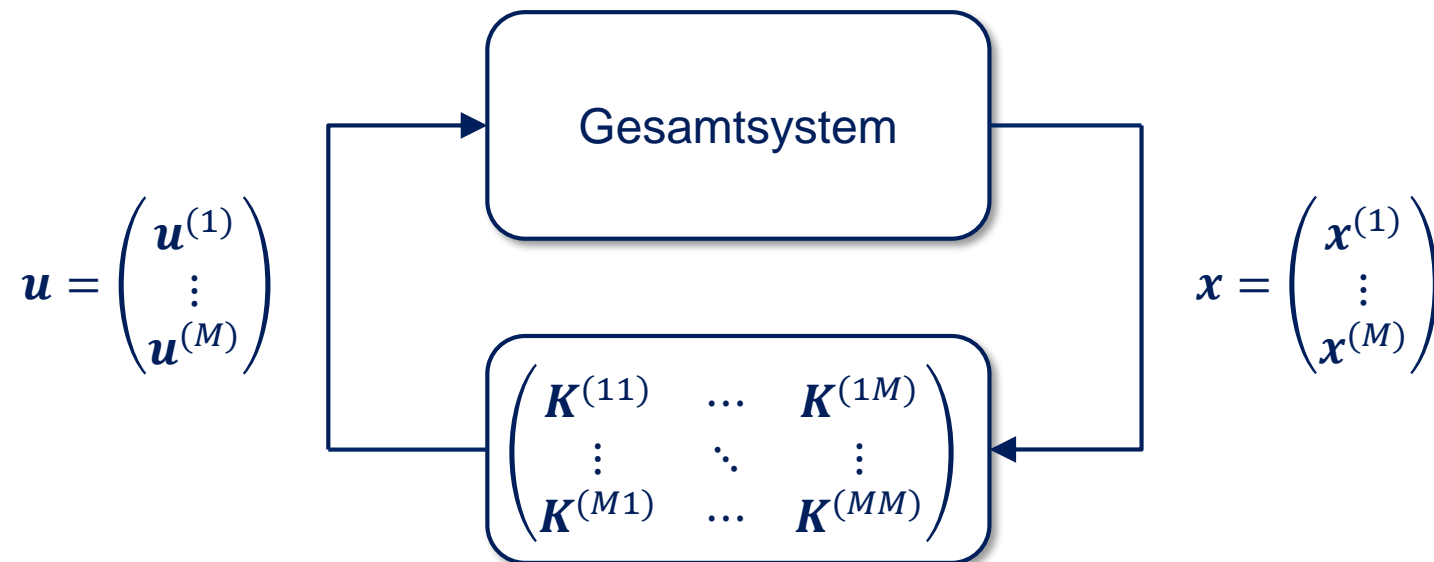 Gesamtsystem
u = (u^(1) ⋮ u^(M))
x = (x^(1) ⋮ x^(M))
K^(11) ⋯ K^(1M)
⋮ ⋱ ⋮
K^(M1) ⋯ K^(MM)